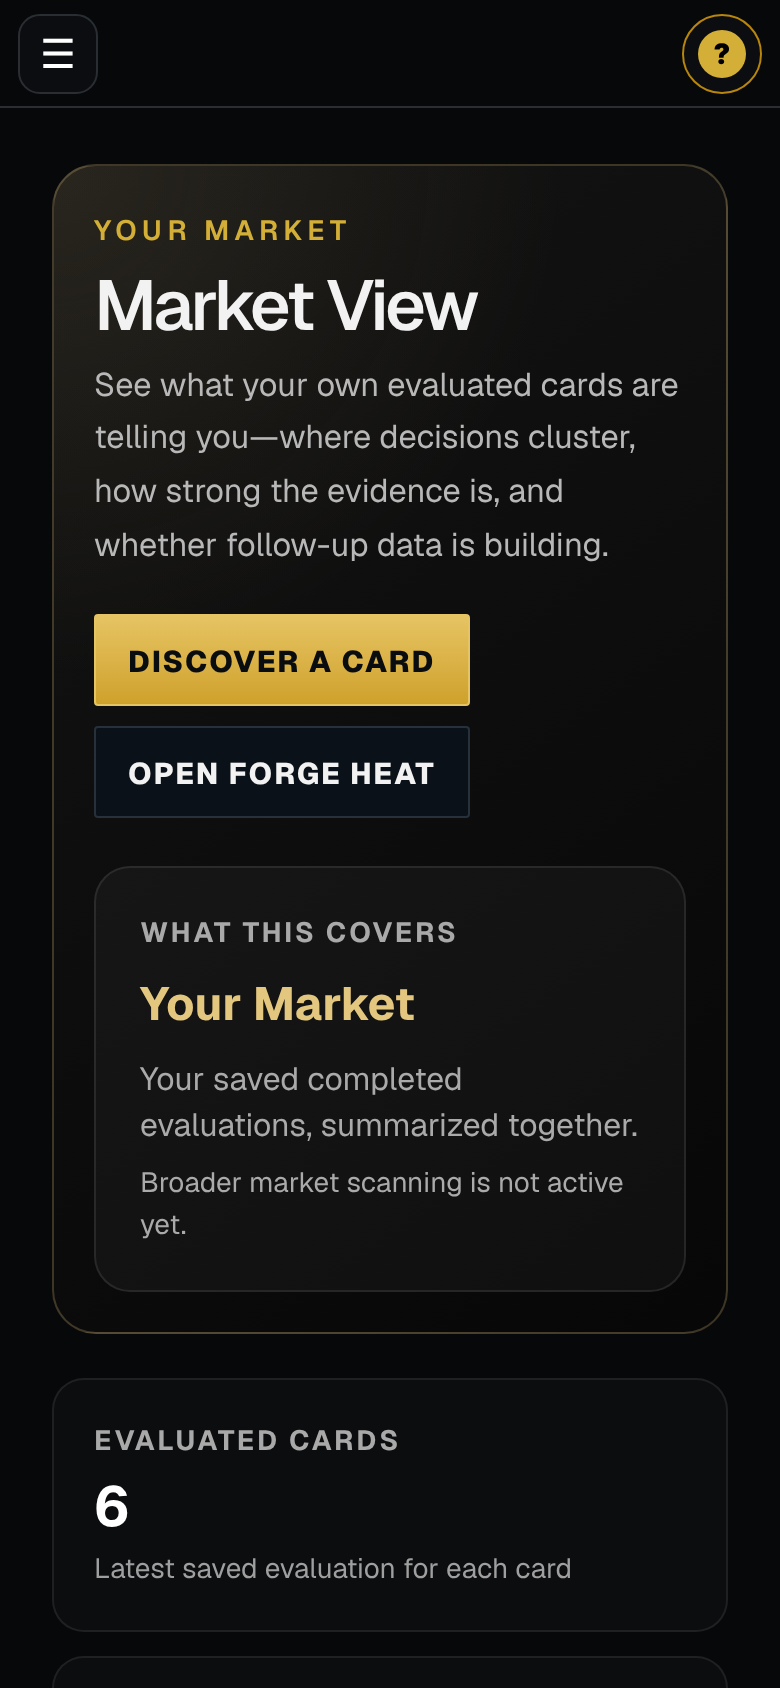 ☰
?
YOUR MARKET
Market View
See what your own evaluated cards are
telling you—where decisions cluster,
how strong the evidence is, and
whether follow-up data is building.
DISCOVER A CARD
OPEN FORGE HEAT
WHAT THIS COVERS
Your Market
Your saved completed
evaluations, summarized together.
Broader market scanning is not active
yet.
EVALUATED CARDS
6
Latest saved evaluation for each card